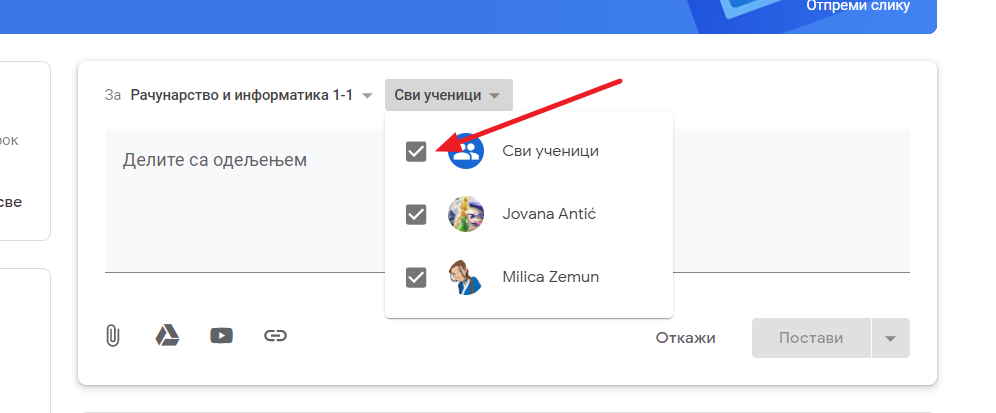 Отпреми слику
За Рачунарство и информатика 1-1 Сви ученици
Делите са одељењем
Сви ученици
Jovana Antić
Milica Zemun
Откажи Постави
рок
све